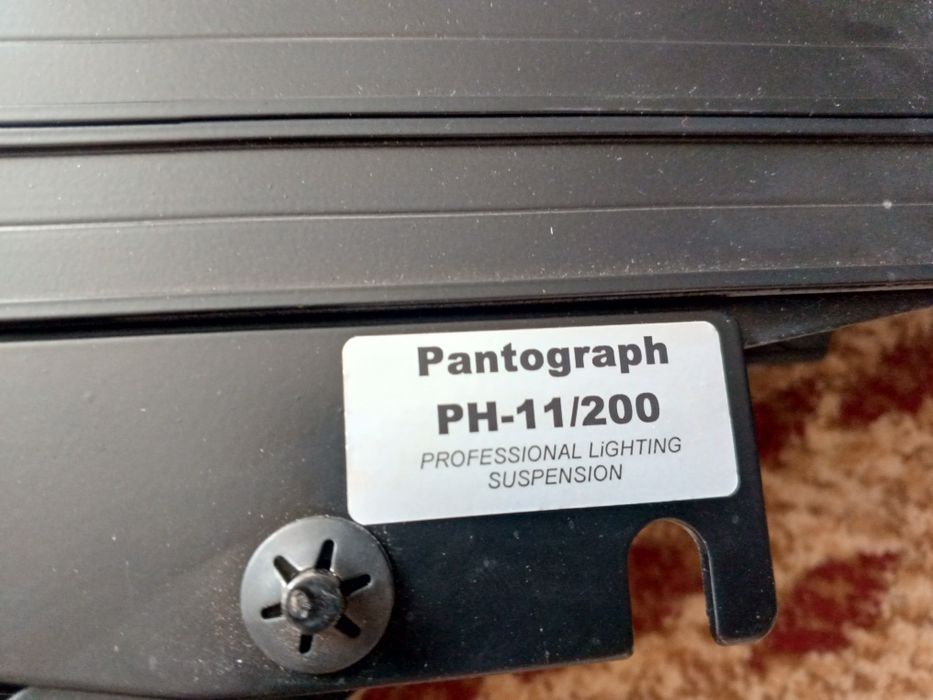 Pantograph
PH-11/200
PROFESSIONAL LiGHTING
SUSPENSION